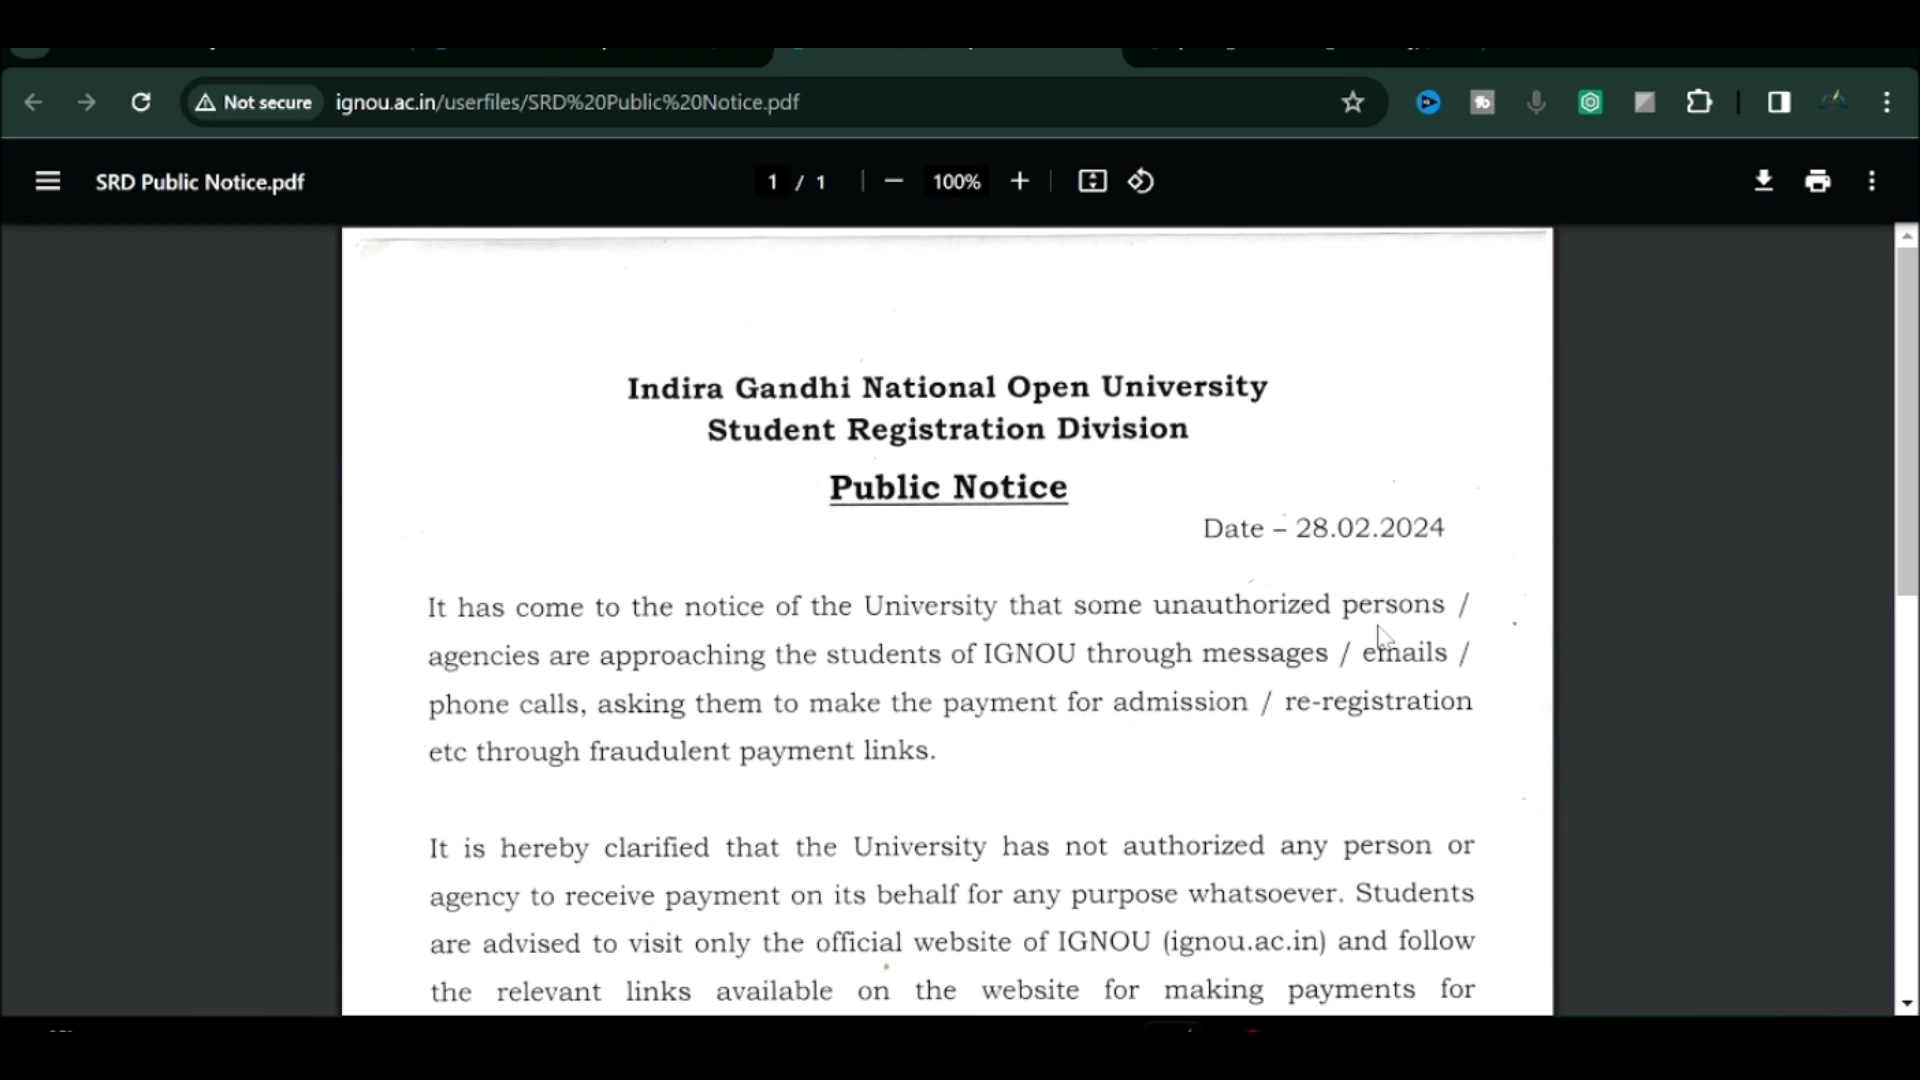 Not secure
ignou.ac.in/userfiles/SRD%20Public%20Notice.pdf
SRD Public Notice.pdf
1 / 1
100%
Indira Gandhi National Open University
Student Registration Division
Public Notice
Date – 28.02.2024
It has come to the notice of the University that some unauthorized persons /
agencies are approaching the students of IGNOU through messages / emails /
phone calls, asking them to make the payment for admission / re-registration
etc through fraudulent payment links.
It is hereby clarified that the University has not authorized any person or
agency to receive payment on its behalf for any purpose whatsoever. Students
are advised to visit only the official website of IGNOU (ignou.ac.in) and follow
the relevant links available on the website for making payments for